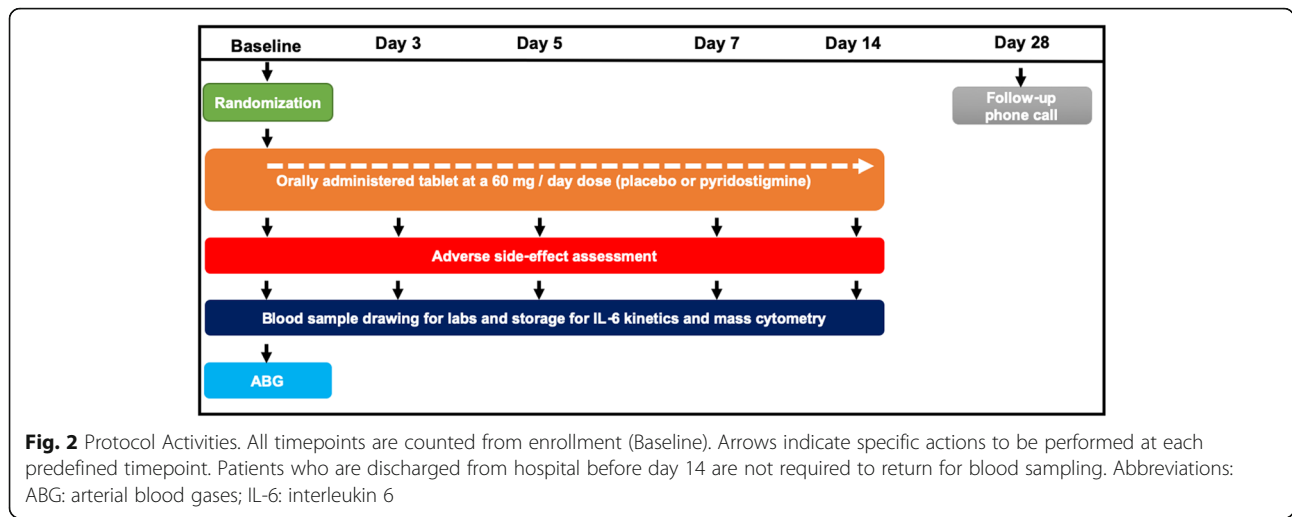 Baseline Day 3 Day 5 Day 7 Day 14 Day 28
Randomization
Follow-up
phone call
Orally administered tablet at a 60 mg / day dose (placebo or pyridostigmine)
Adverse side-effect assessment
Blood sample drawing for labs and storage for IL-6 kinetics and mass cytometry
ABG
Fig. 2 Protocol Activities. All timepoints are counted from enrollment (Baseline). Arrows indicate specific actions to be performed at each
predefined timepoint. Patients who are discharged from hospital before day 14 are not required to return for blood sampling. Abbreviations:
ABG: arterial blood gases; IL-6: interleukin 6